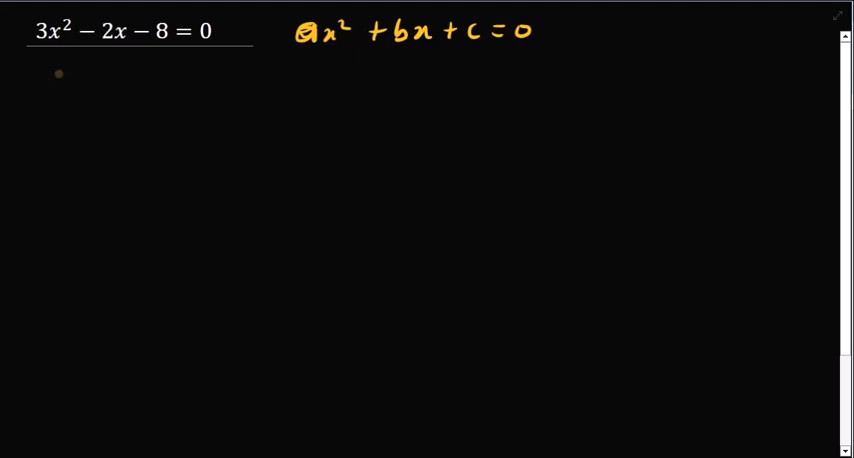 3x² − 2x − 8 = 0
ax² + bx + c = 0